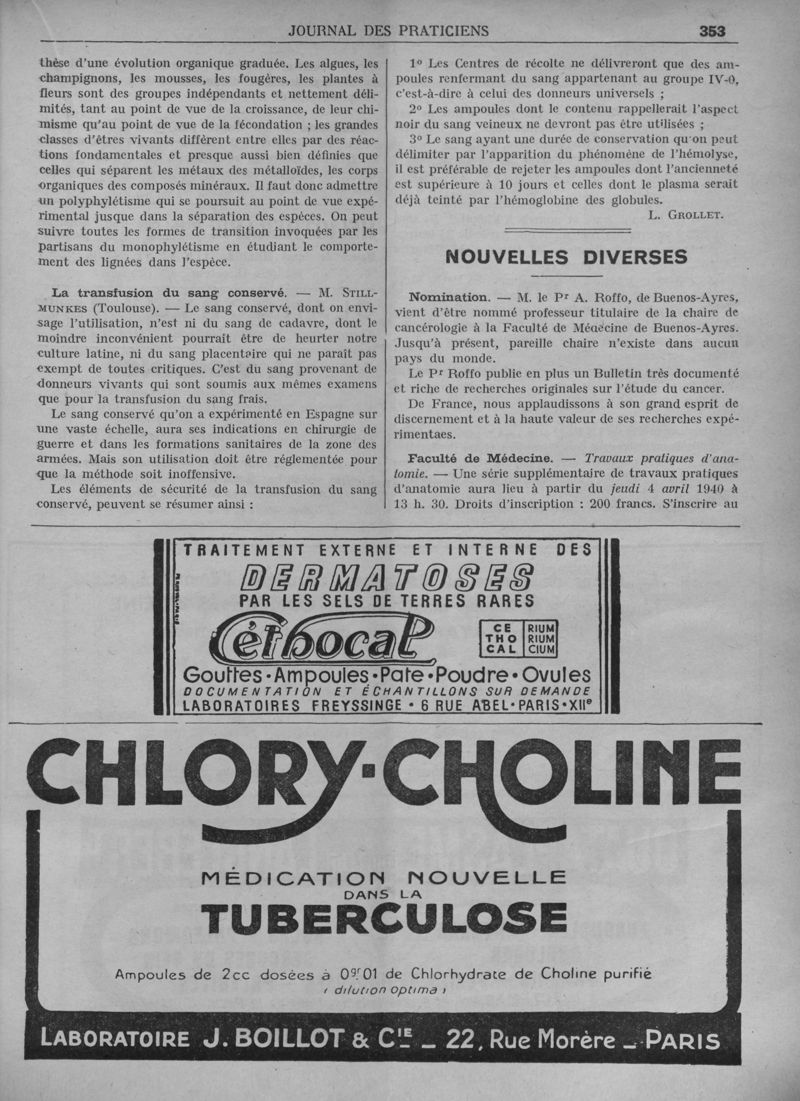 JOURNAL DES PRATICIENS 353
thèse d'une évolution organique graduée. Les algues, les
champignons, les mousses, les fougères, les plantes à
fleurs sont des groupes indépendants et nettement déli-
mités, tant au point de vue de la croissance, de leur chi-
misme qu'au point de vue de la fécondation ; les grandes
classes d'êtres vivants diffèrent entre elles par des réac-
tions fondamentales et presque aussi bien définies que
celles qui séparent les métaux des métalloïdes, les corps
organiques des composés minéraux. Il faut donc admettre
un polyphylétisme qui se poursuit au point de vue expé-
rimental jusque dans la séparation des espèces. On peut
suivre toutes les formes de transition invoquées par les
partisans du monophylétisme en étudiant le comporte-
ment des lignées dans l'espèce.
La transfusion du sang conservé. — M. STILL-
MUNKES (Toulouse). — Le sang conservé, dont on envi-
sage l'utilisation, n'est ni du sang de cadavre, dont le
moindre inconvénient pourrait être de heurter notre
culture latine, ni du sang placentaire qui ne paraît pas
exempt de toutes critiques. C'est du sang provenant de
donneurs vivants qui sont soumis aux mêmes examens
que pour la transfusion du sang frais.
Le sang conservé qu'on a expérimenté en Espagne sur
une vaste échelle, aura ses indications en chirurgie de
guerre et dans les formations sanitaires de la zone des
armées. Mais son utilisation doit être réglementée pour
que la méthode soit inoffensive.
Les éléments de sécurité de la transfusion du sang
conservé, peuvent se résumer ainsi :
1º Les Centres de récolte ne délivreront que des am-
poules renfermant du sang appartenant au groupe IV-0,
c'est-à-dire à celui des donneurs universels ;
2º Les ampoules dont le contenu rappellerait l'aspect
noir du sang veineux ne devront pas être utilisées ;
3º Le sang ayant une durée de conservation qu'on peut
délimiter par l'apparition du phénomène de l'hémolyse,
il est préférable de rejeter les ampoules dont l'ancienneté
est supérieure à 10 jours et celles dont le plasma serait
déjà teinté par l'hémoglobine des globules.
L. GROLLET.
NOUVELLES DIVERSES
Nomination. — M. le Pr A. Roffo, de Buenos-Ayres,
vient d'être nommé professeur titulaire de la chaire de
cancérologie à la Faculté de Médecine de Buenos-Ayres.
Jusqu'à présent, pareille chaire n'existe dans aucun
pays du monde.
Le Pr Roffo publie en plus un Bulletin très documenté
et riche de recherches originales sur l'étude du cancer.
De France, nous applaudissons à son grand esprit de
discernement et à la haute valeur de ses recherches expé-
rimentaes.
Faculté de Médecine. — Travaux pratiques d'ana-
tomie. — Une série supplémentaire de travaux pratiques
d'anatomie aura lieu à partir du jeudi 4 avril 1940 à
13 h. 30. Droits d'inscription : 200 francs. S'inscrire au
TRAITEMENT EXTERNE ET INTERNE DES
DERMATOSES
PAR LES SELS DE TERRES RARES
Céthocal
CE RIUM
THO RIUM
CAL CIUM
Gouttes • Ampoules • Pate • Poudre • Ovules
DOCUMENTATION ET ÉCHANTILLONS SUR DEMANDE
LABORATOIRES FREYSSINGE • 6 RUE ABEL • PARIS • XIIe
CHLORY-CHOLINE
MÉDICATION NOUVELLE
DANS LA
TUBERCULOSE
Ampoules de 2cc dosées à 0gr.01 de Chlorhydrate de Choline purifié
( dilution optima )
LABORATOIRE J. BOILLOT & CIE _ 22, Rue Morère _ PARIS